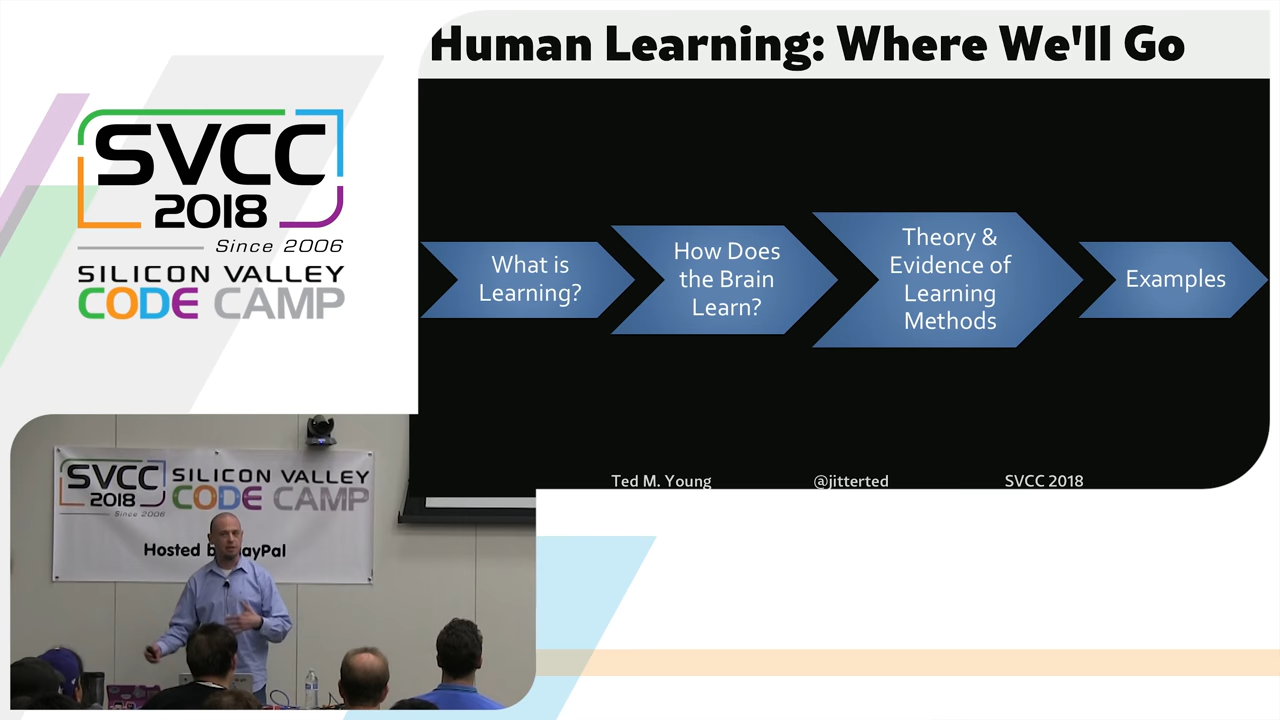 Human Learning: Where We'll Go
SVCC
2018
Since 2006
SILICON VALLEY
CODE CAMP
What is
Learning?
How Does
the Brain
Learn?
Theory &
Evidence of
Learning
Methods
Examples
Ted M. Young
@jitterted
SVCC 2018
SVCC
2018
Since 2006
SILICON VALLEY
CODE CAMP
Hosted b ayPal